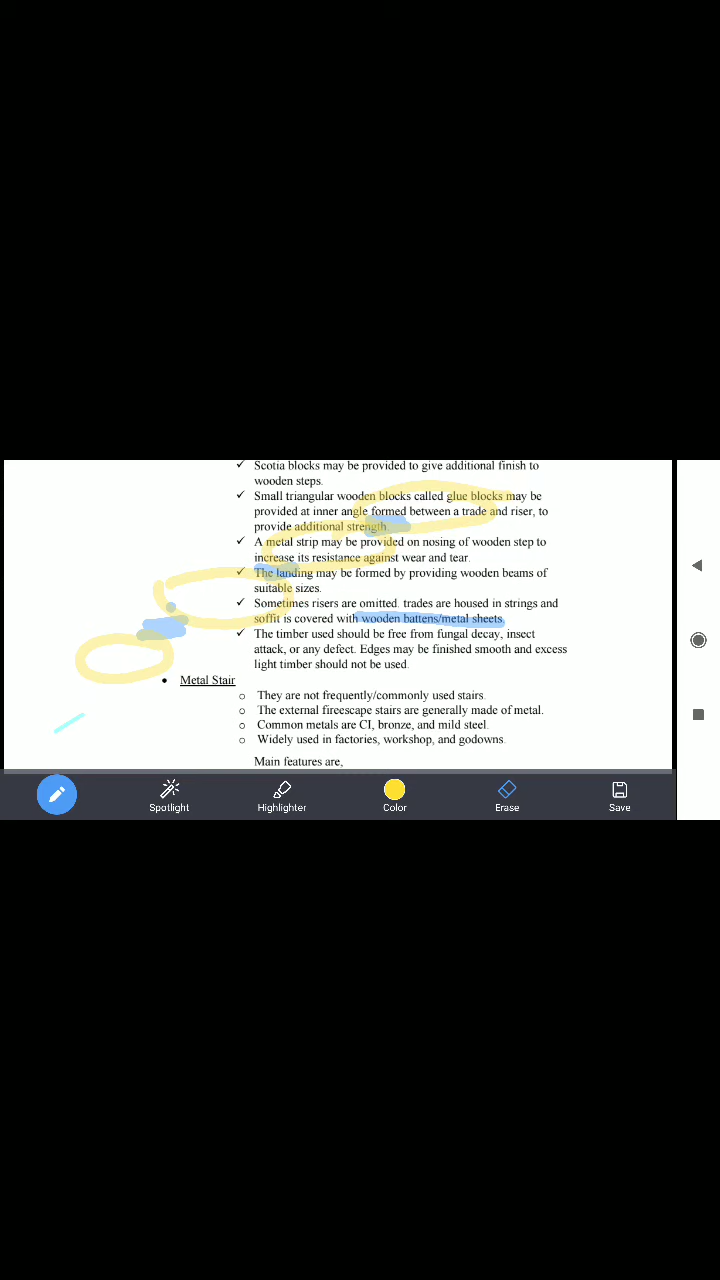 ✓ Scotia blocks may be provided to give additional finish to
wooden steps.
✓ Small triangular wooden blocks called glue blocks may be
provided at inner angle formed between a trade and riser, to
provide additional strength.
✓ A metal strip may be provided on nosing of wooden step to
increase its resistance against wear and tear.
✓ The landing may be formed by providing wooden beams of
suitable sizes.
✓ Sometimes risers are omitted. trades are housed in strings and
soffit is covered with wooden battens/metal sheets.
✓ The timber used should be free from fungal decay, insect
attack, or any defect. Edges may be finished smooth and excess
light timber should not be used.
• Metal Stair
o They are not frequently/commonly used stairs.
o The external fireescape stairs are generally made of metal.
o Common metals are CI, bronze, and mild steel.
o Widely used in factories, workshop, and godowns.
Main features are,
Spotlight Highlighter Color Erase Save